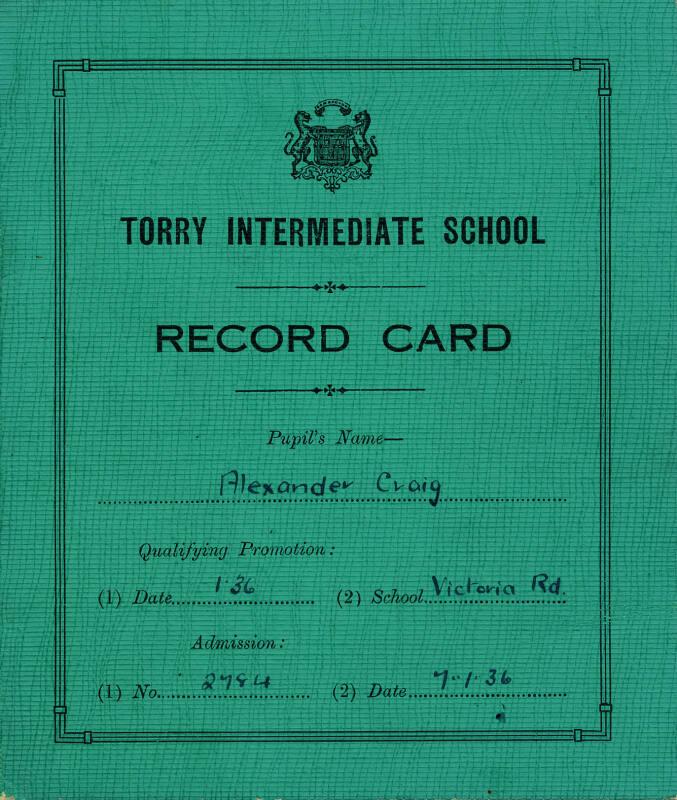 TORRY INTERMEDIATE SCHOOL
RECORD CARD
Pupil's Name—
Alexander Craig
Qualifying Promotion:
(1) Date 1·36 (2) School Victoria Rd.
Admission:
(1) No. 2784 (2) Date 7·1·36